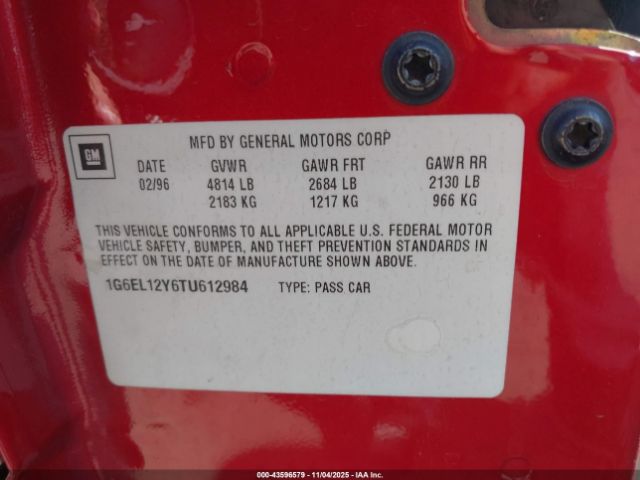 GM
MFD BY GENERAL MOTORS CORP
DATE GVWR GAWR FRT GAWR RR
02/96 4814 LB 2684 LB 2130 LB
2183 KG 1217 KG 966 KG
THIS VEHICLE CONFORMS TO ALL APPLICABLE U.S. FEDERAL MOTOR
VEHICLE SAFETY, BUMPER, AND THEFT PREVENTION STANDARDS IN
EFFECT ON THE DATE OF MANUFACTURE SHOWN ABOVE.
1G6EL12Y6TU612984 TYPE: PASS CAR
000-43596579 - 11/04/2025 - IAA Inc.